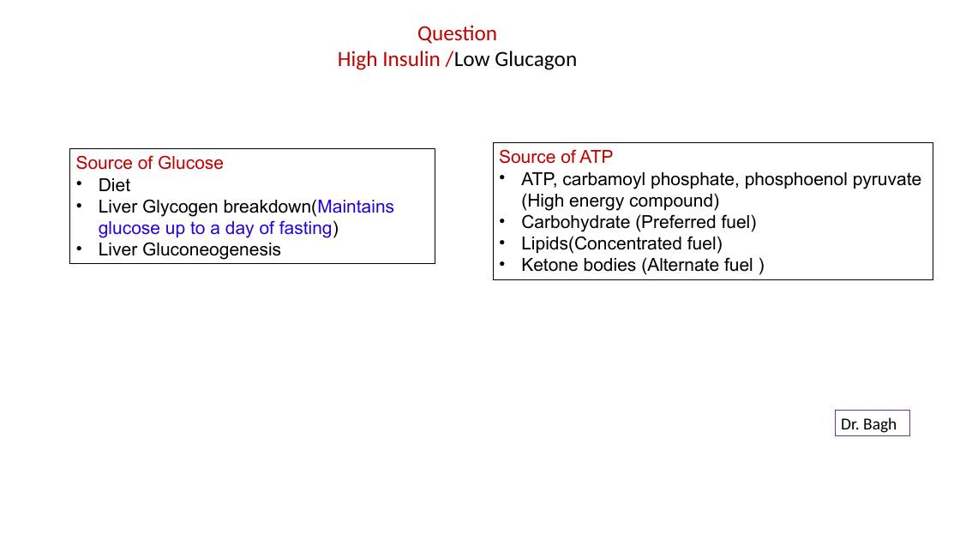 Question
High Insulin /Low Glucagon
Source of Glucose
• Diet
• Liver Glycogen breakdown(Maintains
glucose up to a day of fasting)
• Liver Gluconeogenesis
Source of ATP
• ATP, carbamoyl phosphate, phosphoenol pyruvate
(High energy compound)
• Carbohydrate (Preferred fuel)
• Lipids(Concentrated fuel)
• Ketone bodies (Alternate fuel )
Dr. Bagh